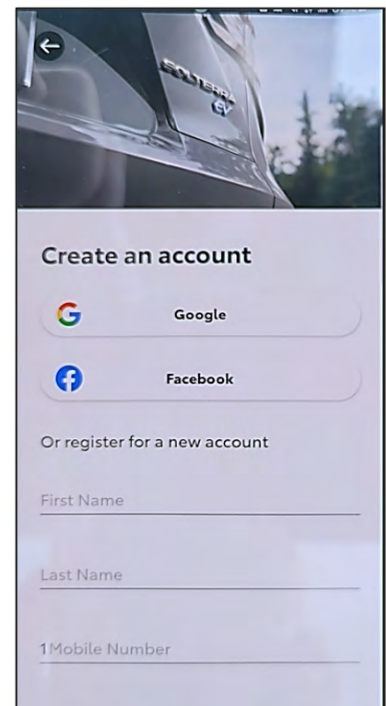 SOLTERRA
EV
Create an account
Google
Facebook
Or register for a new account
First Name
Last Name
1 Mobile Number